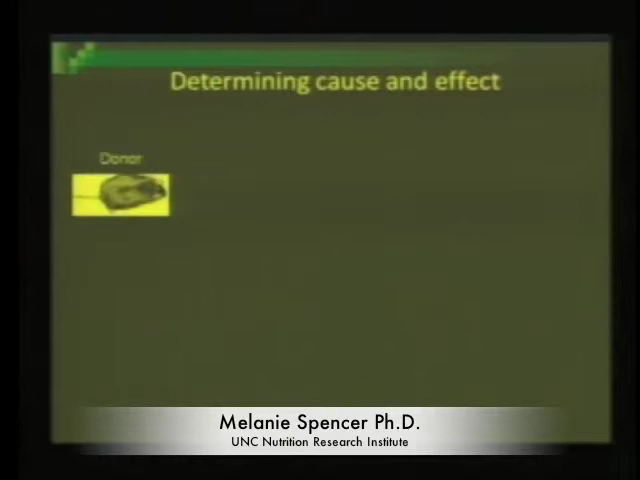 Determining cause and effect
Donor
Melanie Spencer Ph.D.
UNC Nutrition Research Institute